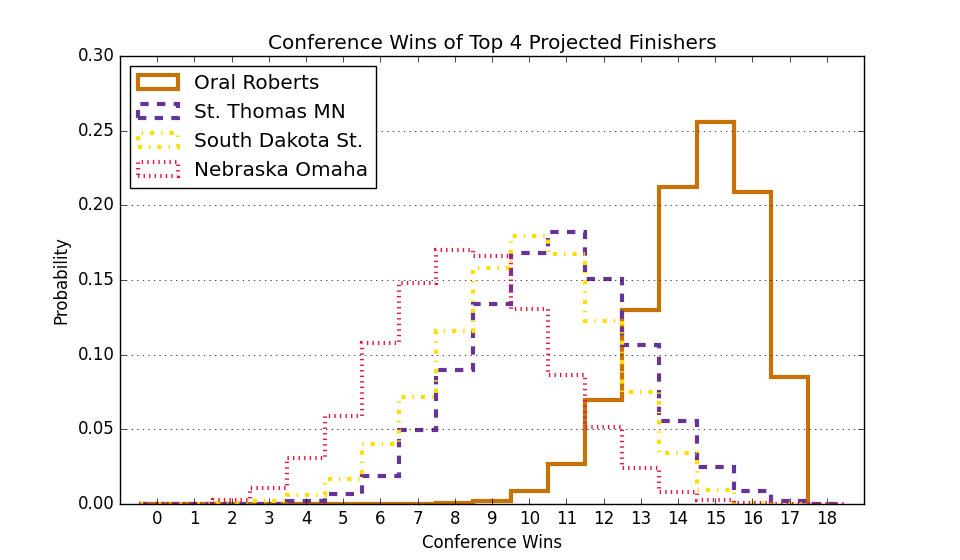 Conference Wins of Top 4 Projected Finishers
0.30
0.25
0.20
0.15
0.10
0.05
0.00
Probability
Oral Roberts
St. Thomas MN
South Dakota St.
Nebraska Omaha
0 1 2 3 4 5 6 7 8 9 10 11 12 13 14 15 16 17 18
Conference Wins